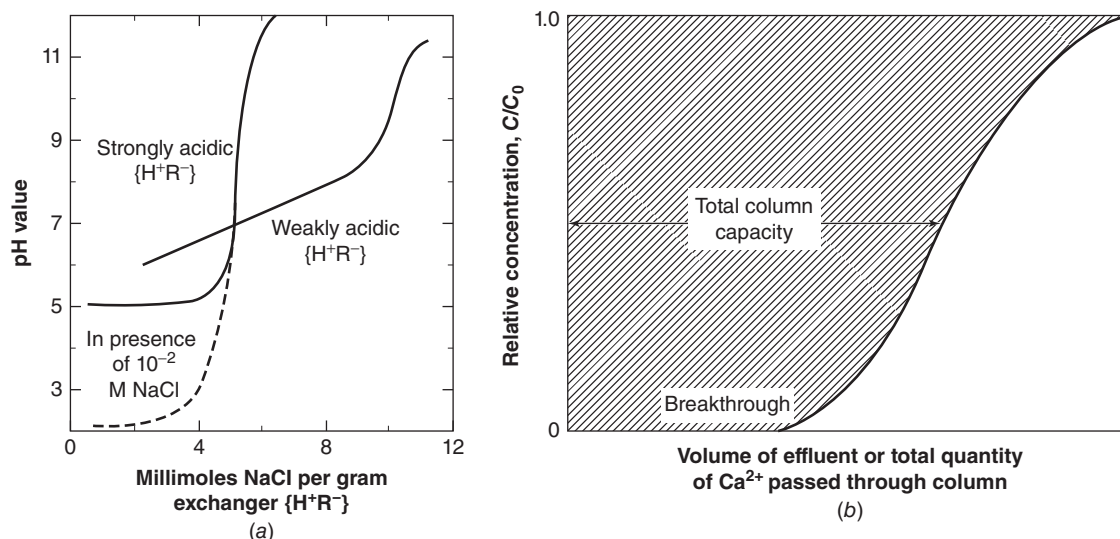 11
9
7
5
3
pH value
Strongly acidic
{H⁺R⁻}
Weakly acidic
{H⁺R⁻}
In presence
of 10⁻²
M NaCl
0
4
8
12
Millimoles NaCl per gram
exchanger {H⁺R⁻}
(a)
1.0
Relative concentration, C/C₀
Total column
capacity
Breakthrough
0
Volume of effluent or total quantity
of Ca²⁺ passed through column
(b)